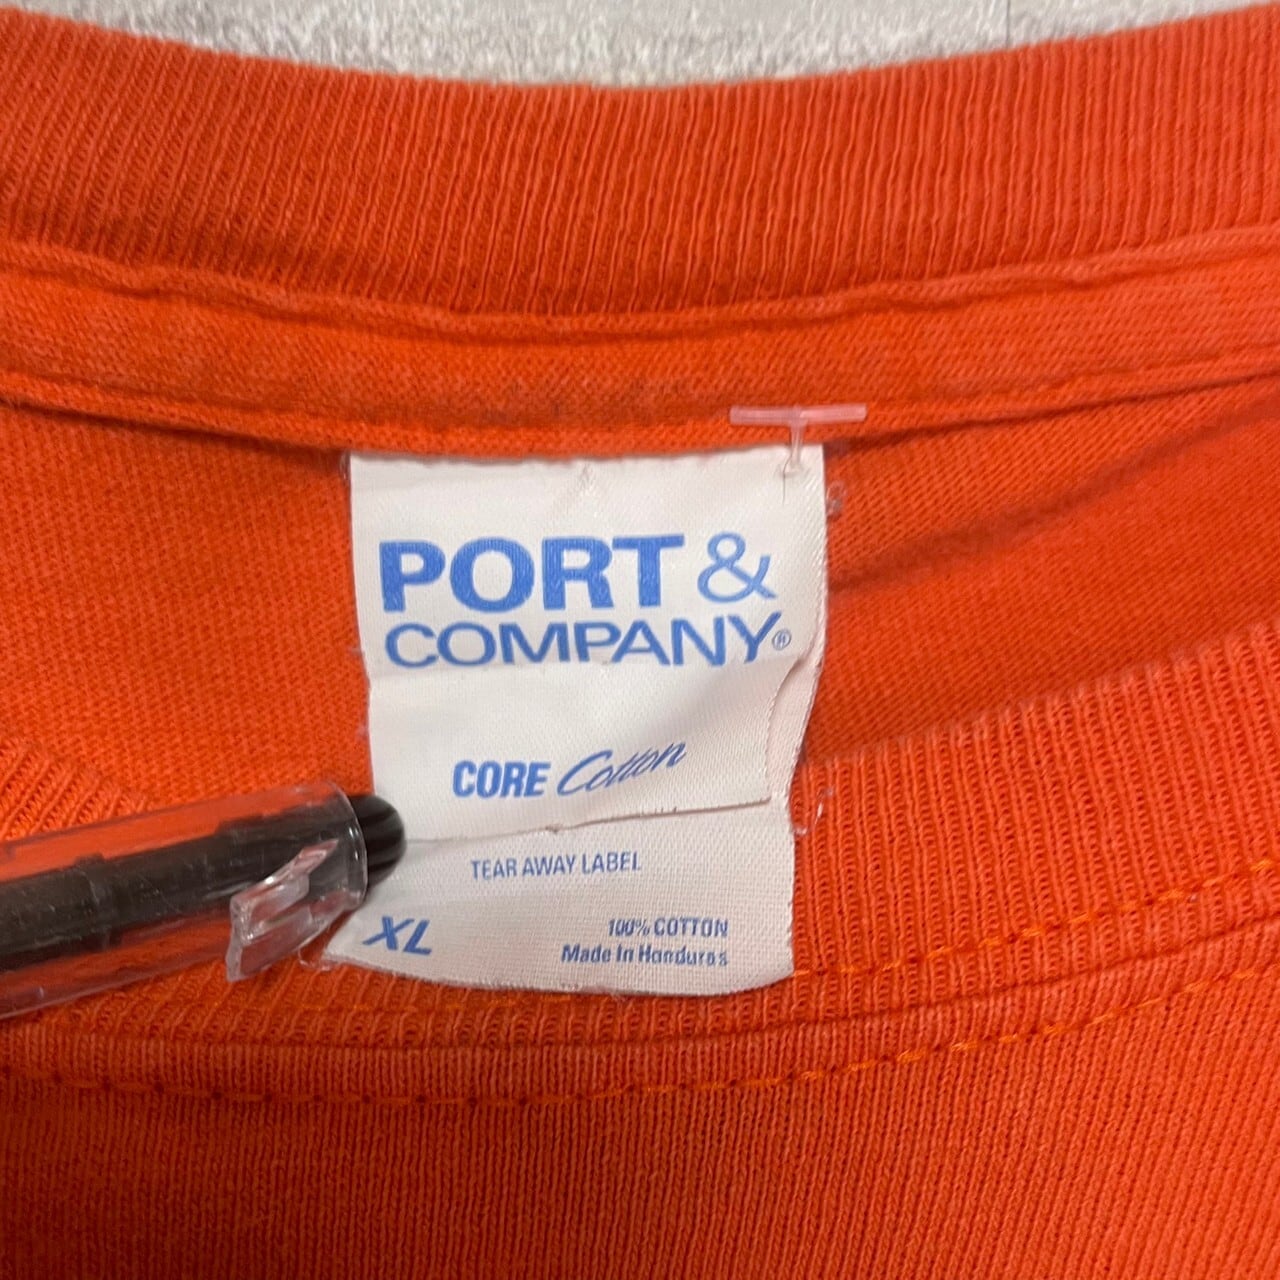 PORT &
COMPANY®
CORE Cotton
TEAR AWAY LABEL
XL
100% COTTON
Made In Honduras